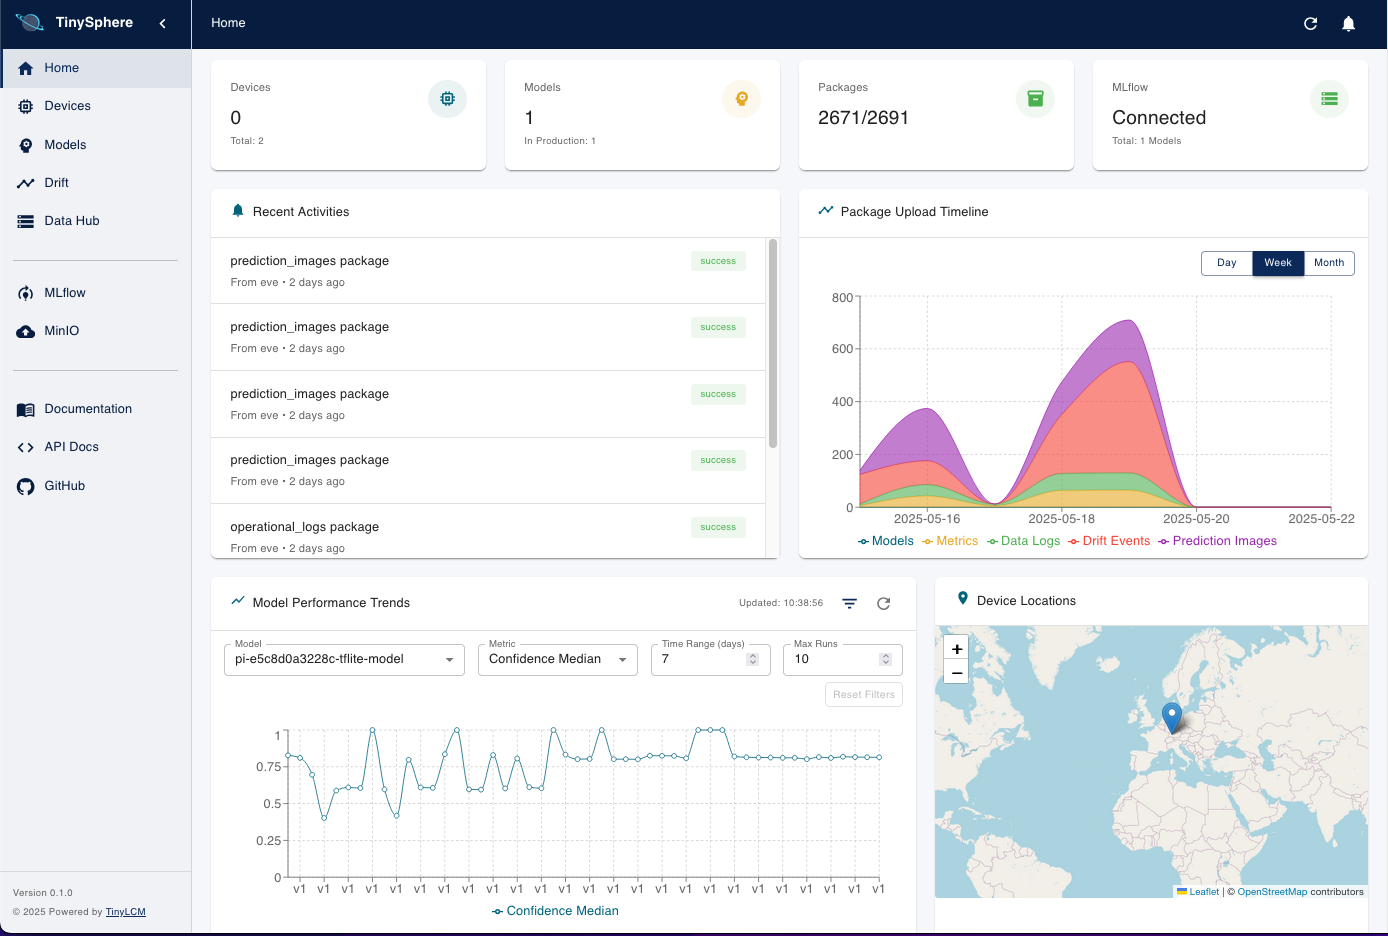 TinySphere
Home
Home
Devices
Models
Drift
Data Hub
MLflow
MinIO
Documentation
API Docs
GitHub
Version 0.1.0
© 2025 Powered by TinyLCM
Devices
0
Total: 2
Models
1
In Production: 1
Packages
2671/2691
MLflow
Connected
Total: 1 Models
Recent Activities
prediction_images package
success
From eve • 2 days ago
prediction_images package
success
From eve • 2 days ago
prediction_images package
success
From eve • 2 days ago
prediction_images package
success
From eve • 2 days ago
operational_logs package
success
From eve • 2 days ago
Package Upload Timeline
Day Week Month
800
600
400
200
0
2025-05-16 2025-05-18 2025-05-20 2025-05-22
Models Metrics Data Logs Drift Events Prediction Images
Model Performance Trends
Updated: 10:38:56
Model
pi-e5c8d0a3228c-tflite-model
Metric
Confidence Median
Time Range (days)
7
Max Runs
10
Reset Filters
1
0.75
0.5
0.25
0
v1 v1 v1 v1 v1 v1 v1 v1 v1 v1 v1 v1 v1 v1 v1 v1 v1 v1 v1 v1 v1 v1 v1 v1 v1
Confidence Median
Device Locations
+
−
Leaflet | © OpenStreetMap contributors